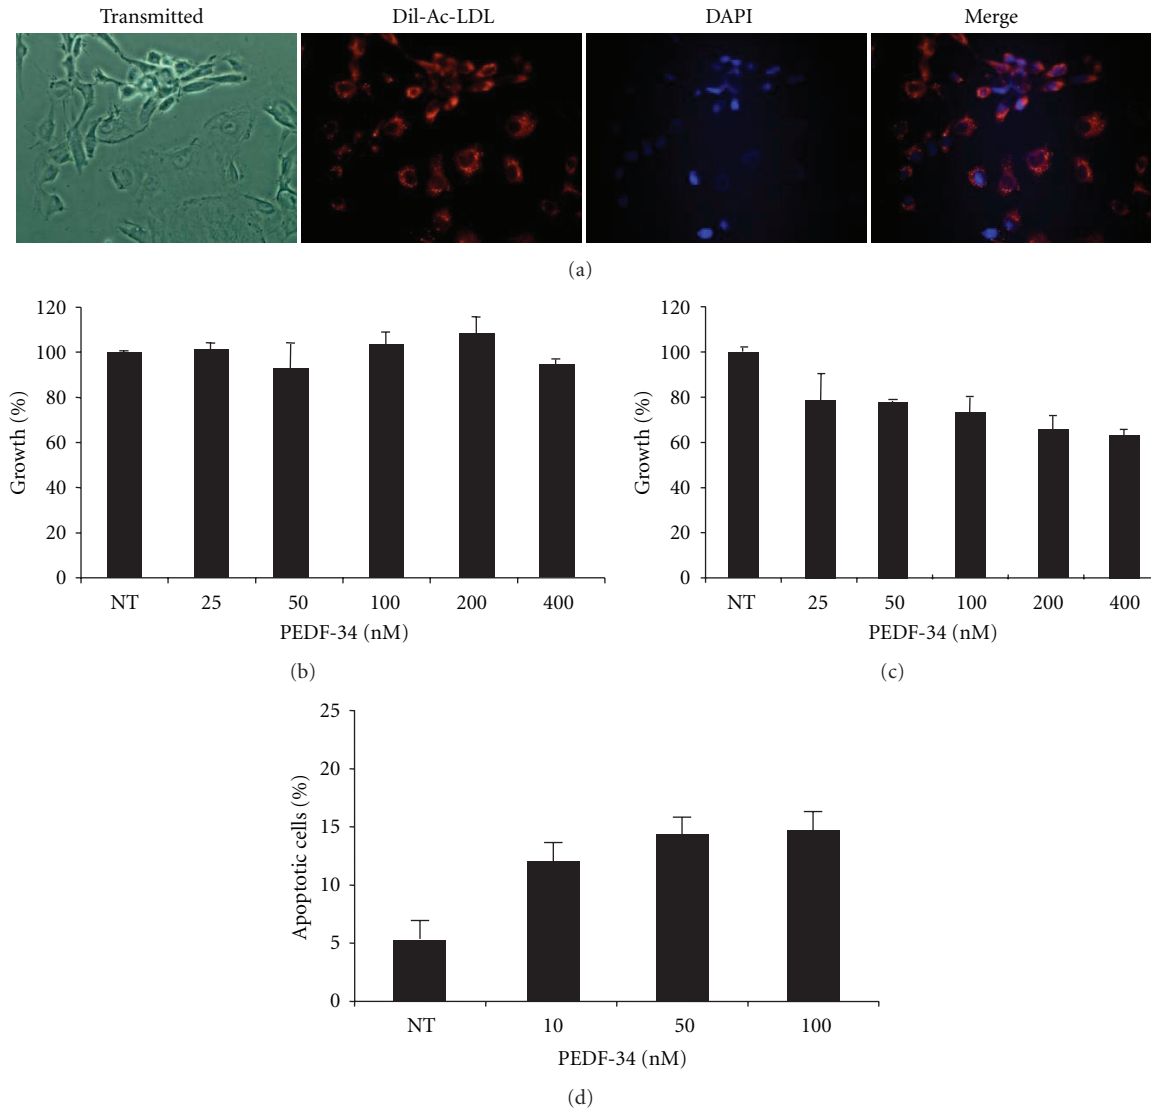 Transmitted Dil-Ac-LDL DAPI Merge
(a)
120
100
80
60
40
20
0
Growth (%)
NT 25 50 100 200 400
PEDF-34 (nM)
(b)
120
100
80
60
40
20
0
Growth (%)
NT 25 50 100 200 400
PEDF-34 (nM)
(c)
25
20
15
10
5
0
Apoptotic cells (%)
NT 10 50 100
PEDF-34 (nM)
(d)